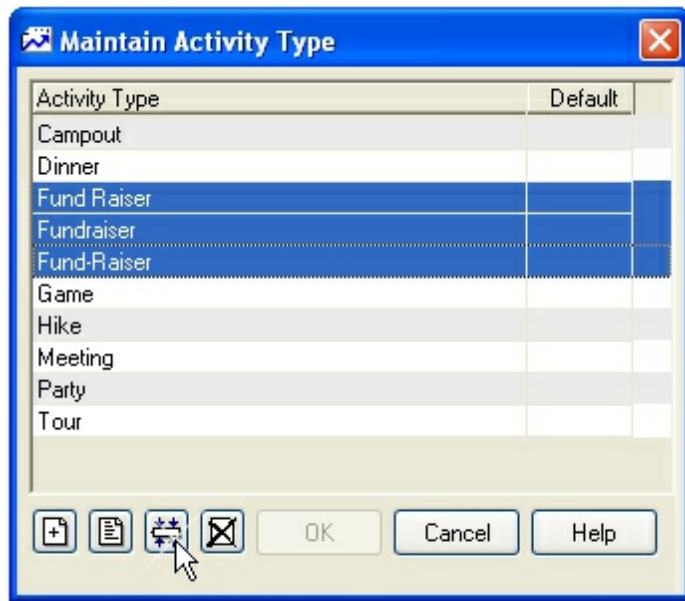 Maintain Activity Type
Activity Type Default
Campout
Dinner
Fund Raiser
Fundraiser
Fund-Raiser
Game
Hike
Meeting
Party
Tour
OK Cancel Help